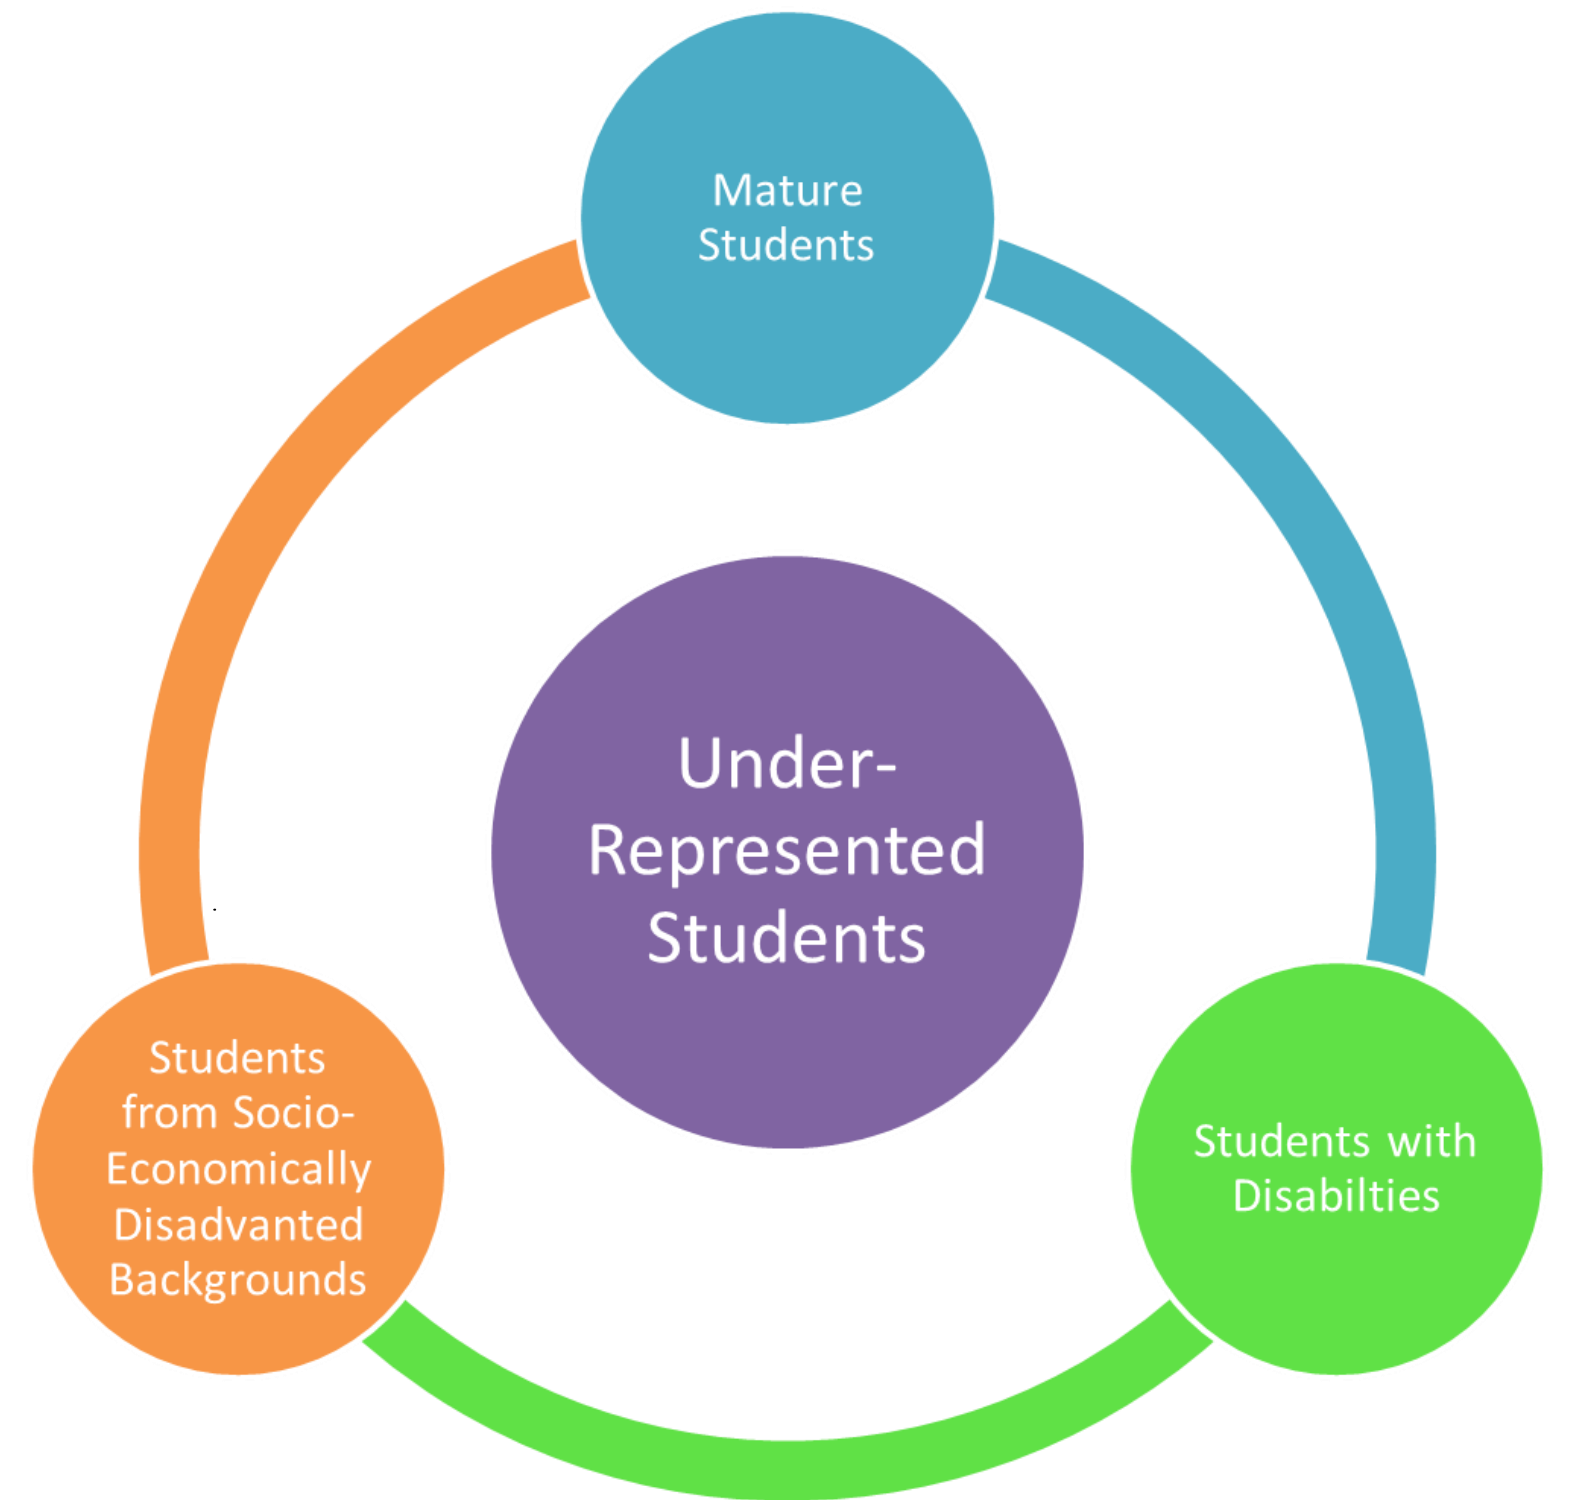 Mature
Students
Under-
Represented
Students
Students
from Socio-
Economically
Disadvanted
Backgrounds
Students with
Disabilties